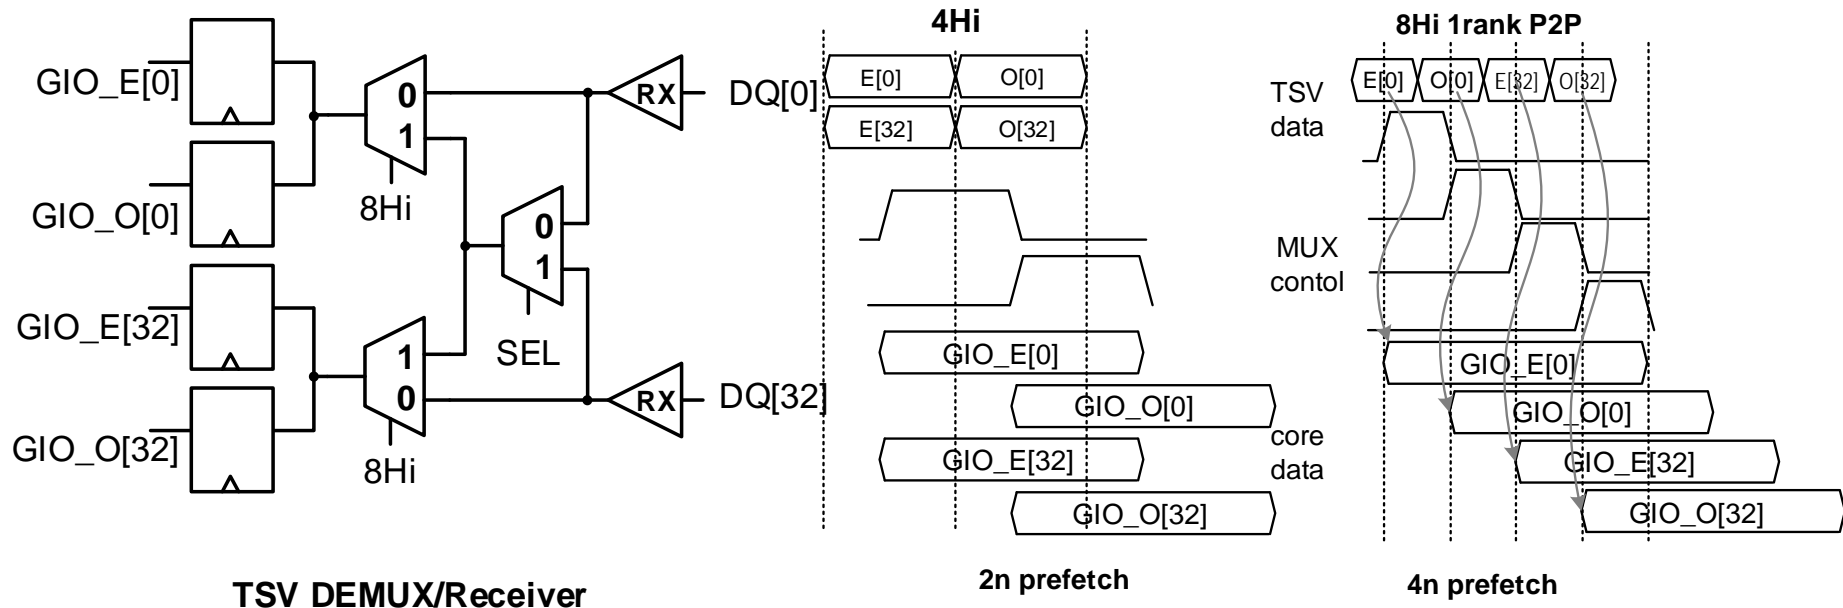 GIO_E[0]
GIO_O[0]
GIO_E[32]
GIO_O[32]
0
1
8Hi
1
0
8Hi
0
1
SEL
RX
DQ[0]
RX
DQ[32]
TSV DEMUX/Receiver
4Hi
E[0]
O[0]
E[32]
O[32]
GIO_E[0]
GIO_O[0]
GIO_E[32]
GIO_O[32]
2n prefetch
8Hi 1rank P2P
TSV
data
E[0]
O[0]
E[32]
O[32]
MUX
contol
core
data
GIO_E[0]
GIO_O[0]
GIO_E[32]
GIO_O[32]
4n prefetch